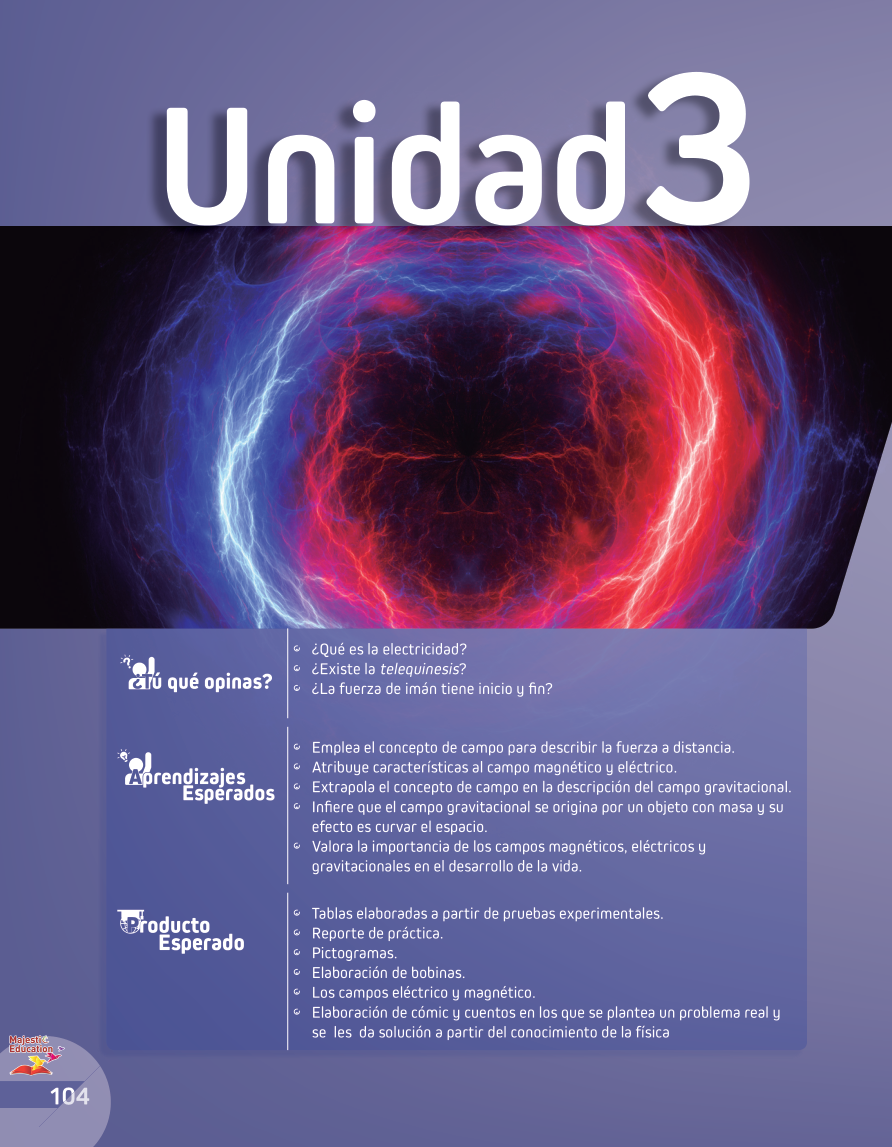 Unidad 3
¿Tú qué opinas?
¿Qué es la electricidad?
¿Existe la telequinesis?
¿La fuerza de imán tiene inicio y fin?
Aprendizajes
Esperados
Emplea el concepto de campo para describir la fuerza a distancia.
Atribuye características al campo magnético y eléctrico.
Extrapola el concepto de campo en la descripción del campo gravitacional.
Infiere que el campo gravitacional se origina por un objeto con masa y su
efecto es curvar el espacio.
Valora la importancia de los campos magnéticos, eléctricos y
gravitacionales en el desarrollo de la vida.
Producto
Esperado
Tablas elaboradas a partir de pruebas experimentales.
Reporte de práctica.
Pictogramas.
Elaboración de bobinas.
Los campos eléctrico y magnético.
Elaboración de cómic y cuentos en los que se plantea un problema real y
se les da solución a partir del conocimiento de la física
Majestic
Education
104